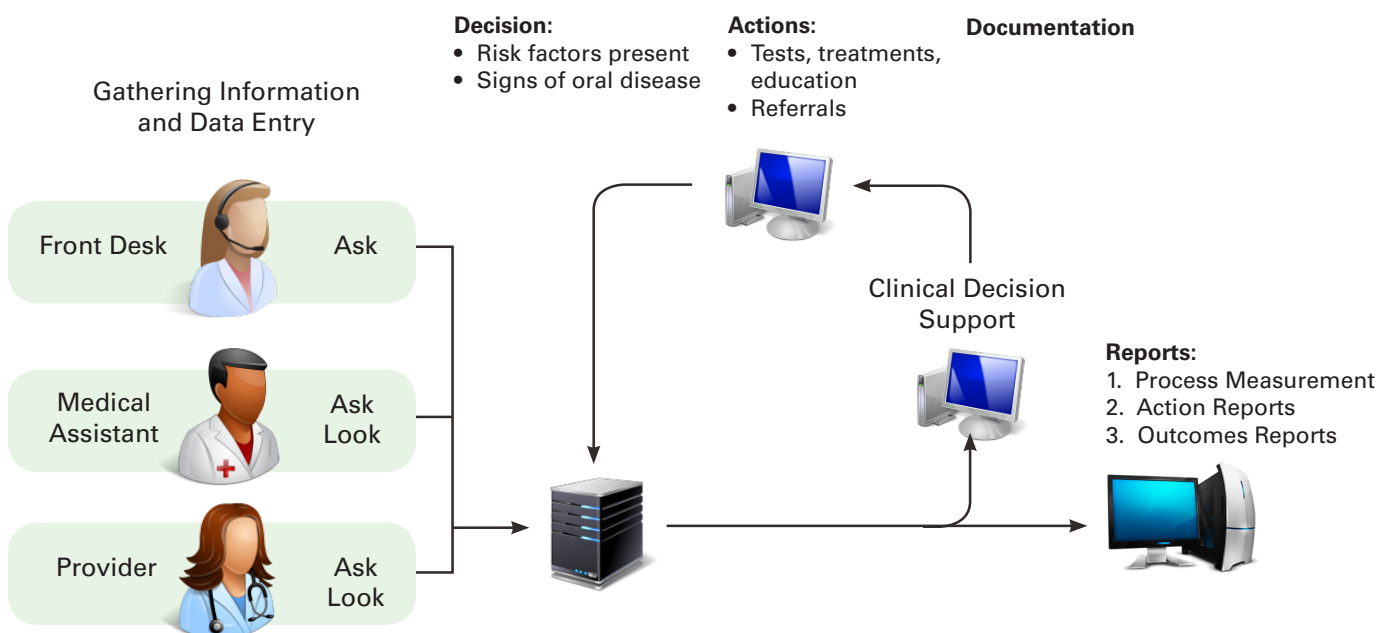 Decision:
• Risk factors present
• Signs of oral disease
Actions:
• Tests, treatments,
education
• Referrals
Documentation
Gathering Information
and Data Entry
Front Desk
Ask
Medical
Assistant
Ask
Look
Provider
Ask
Look
Clinical Decision
Support
Reports:
1. Process Measurement
2. Action Reports
3. Outcomes Reports